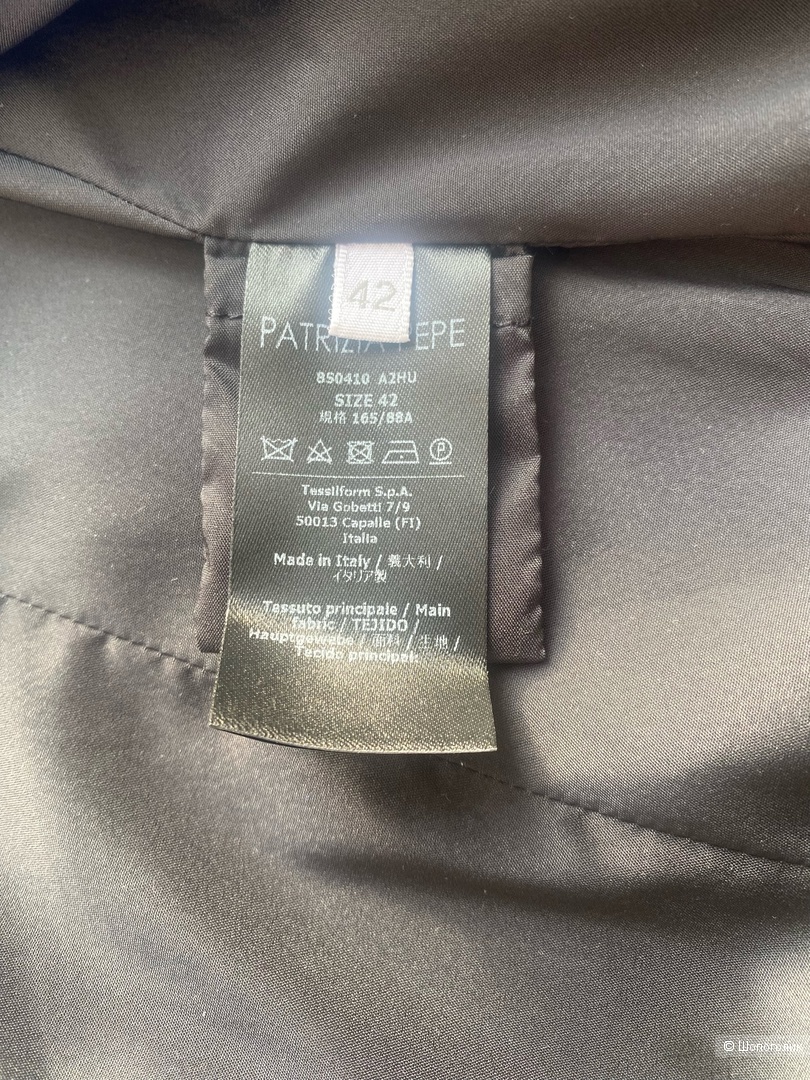 42
PATRIZIA PEPE
8S0410 A2HU
SIZE 42
規格 165/88A
Tessilform S.p.A.
Via Gobetti 7/9
50013 Capalle (FI)
Italia
Made in Italy / 義大利 /
イタリア製
Tessuto principale / Main
fabric / TEJIDO /
Hauptgewebe / 面料 / 生地 /
Tecido principal:
© Шопоголик